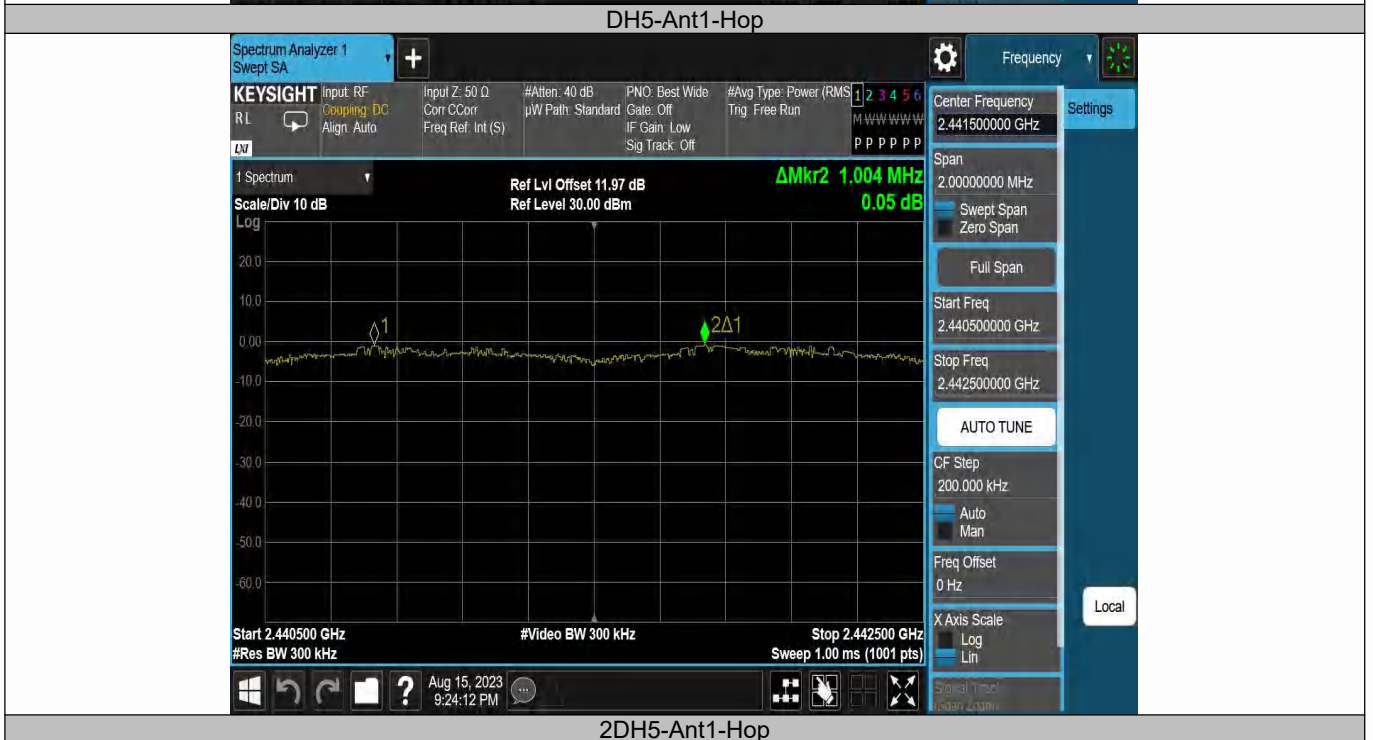 DH5-Ant1-Hop
Spectrum Analyzer 1
Swept SA
+
Frequency
KEYSIGHT
RL
LXI
Input: RF
Coupling: DC
Align: Auto
Input Z: 50 Ω
Corr CCorr
Freq Ref: Int (S)
#Atten: 40 dB
µW Path: Standard
PNO: Best Wide
Gate: Off
IF Gain: Low
Sig Track: Off
#Avg Type: Power (RMS
Trig: Free Run
1 2 3 4 5 6
M W W W W W
P P P P P P
Center Frequency
2.441500000 GHz
Settings
1 Spectrum
Scale/Div 10 dB
Log
Ref Lvl Offset 11.97 dB
Ref Level 30.00 dBm
ΔMkr2 1.004 MHz
0.05 dB
20.0
10.0
0.00
-10.0
-20.0
-30.0
-40.0
-50.0
-60.0
1
2Δ1
Start 2.440500 GHz
#Res BW 300 kHz
#Video BW 300 kHz
Stop 2.442500 GHz
Sweep 1.00 ms (1001 pts)
Span
2.00000000 MHz
Swept Span
Zero Span
Full Span
Start Freq
2.440500000 GHz
Stop Freq
2.442500000 GHz
AUTO TUNE
CF Step
200.000 kHz
Auto
Man
Freq Offset
0 Hz
X Axis Scale
Log
Lin
Signal Track
(Span Zoom)
Local
?
Aug 15, 2023
9:24:12 PM
2DH5-Ant1-Hop